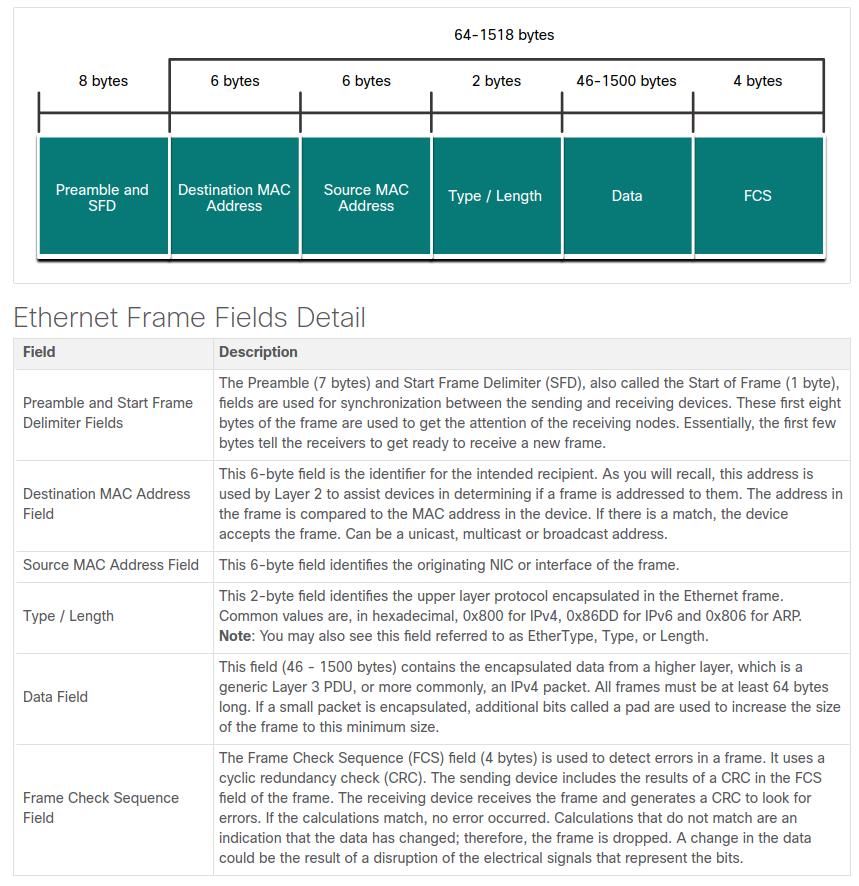 64-1518 bytes
8 bytes
6 bytes
6 bytes
2 bytes
46-1500 bytes
4 bytes
Preamble and
SFD
Destination MAC
Address
Source MAC
Address
Type / Length
Data
FCS
Ethernet Frame Fields Detail
Field
Description
Preamble and Start Frame
Delimiter Fields
The Preamble (7 bytes) and Start Frame Delimiter (SFD), also called the Start of Frame (1 byte),
fields are used for synchronization between the sending and receiving devices. These first eight
bytes of the frame are used to get the attention of the receiving nodes. Essentially, the first few
bytes tell the receivers to get ready to receive a new frame.
Destination MAC Address
Field
This 6-byte field is the identifier for the intended recipient. As you will recall, this address is
used by Layer 2 to assist devices in determining if a frame is addressed to them. The address in
the frame is compared to the MAC address in the device. If there is a match, the device
accepts the frame. Can be a unicast, multicast or broadcast address.
Source MAC Address Field
This 6-byte field identifies the originating NIC or interface of the frame.
Type / Length
This 2-byte field identifies the upper layer protocol encapsulated in the Ethernet frame.
Common values are, in hexadecimal, 0x800 for IPv4, 0x86DD for IPv6 and 0x806 for ARP.
Note: You may also see this field referred to as EtherType, Type, or Length.
Data Field
This field (46 - 1500 bytes) contains the encapsulated data from a higher layer, which is a
generic Layer 3 PDU, or more commonly, an IPv4 packet. All frames must be at least 64 bytes
long. If a small packet is encapsulated, additional bits called a pad are used to increase the size
of the frame to this minimum size.
Frame Check Sequence
Field
The Frame Check Sequence (FCS) field (4 bytes) is used to detect errors in a frame. It uses a
cyclic redundancy check (CRC). The sending device includes the results of a CRC in the FCS
field of the frame. The receiving device receives the frame and generates a CRC to look for
errors. If the calculations match, no error occurred. Calculations that do not match are an
indication that the data has changed; therefore, the frame is dropped. A change in the data
could be the result of a disruption of the electrical signals that represent the bits.